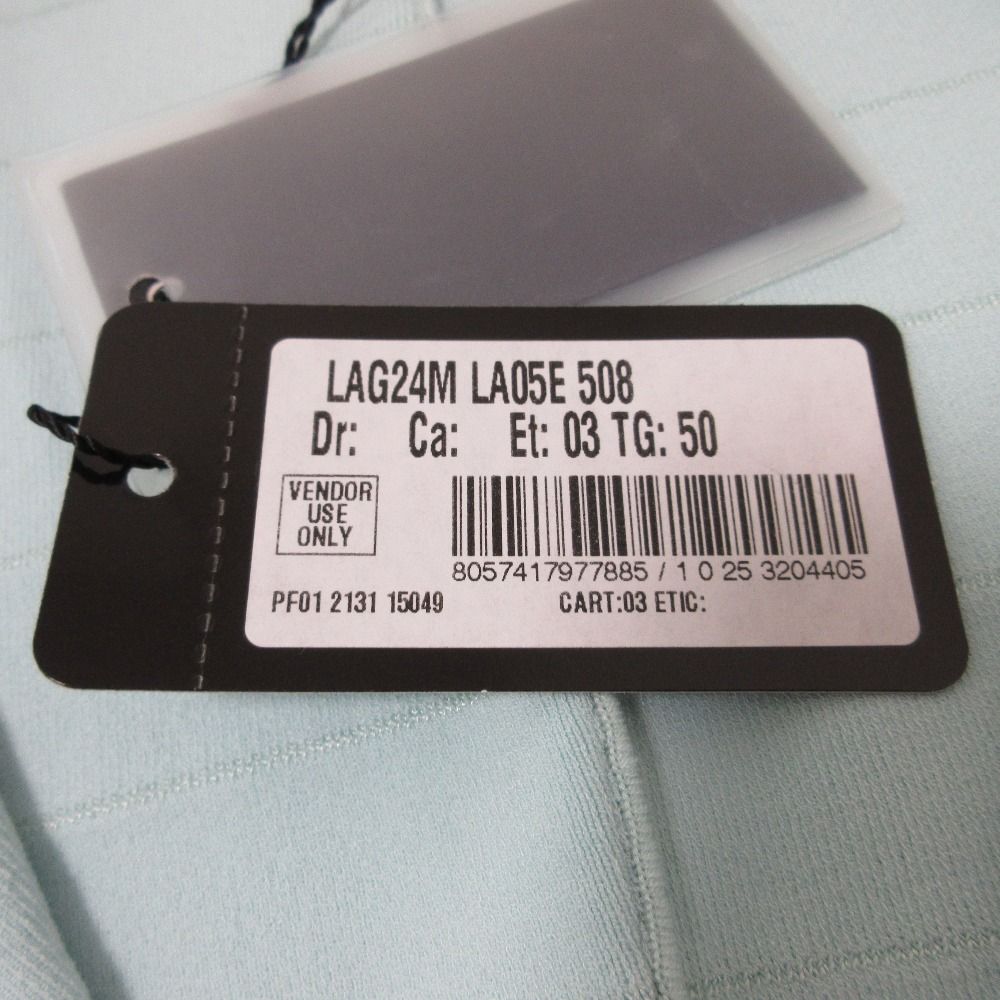 LAG24M LA05E 508
Dr: Ca: Et: 03 TG: 50
VENDOR
USE
ONLY
8057417977885 / 1 0 25 3204405
PF01 2131 15049 CART:03 ETIC: